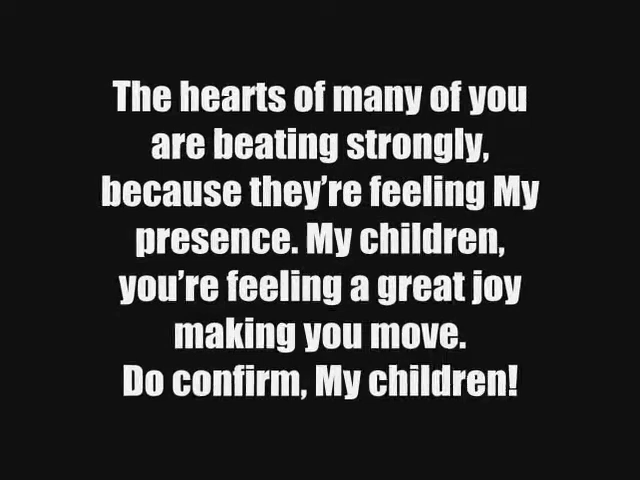 The hearts of many of you
are beating strongly,
because they’re feeling My
presence. My children,
you’re feeling a great joy
making you move.
Do confirm, My children!